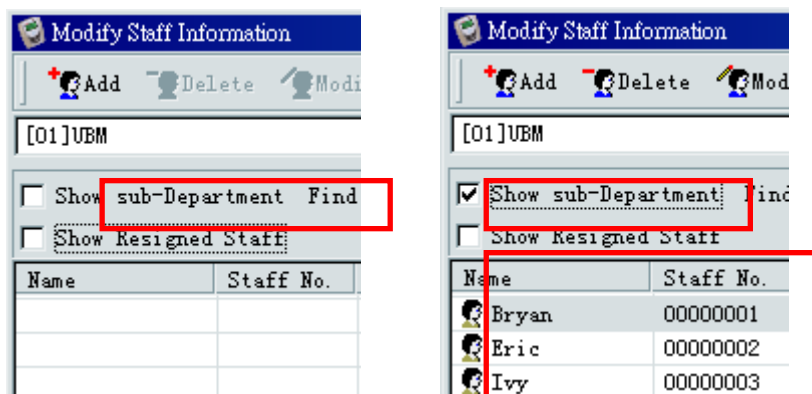 Modify Staff Information
Add Delete Modi
[01]UBM
Show sub-Department Find
Show Resigned Staff
Name Staff No.
Modify Staff Information
Add Delete Mod
[01]UBM
Show sub-Department Find
Show Resigned Staff
Name Staff No.
Bryan 00000001
Eric 00000002
Ivy 00000003